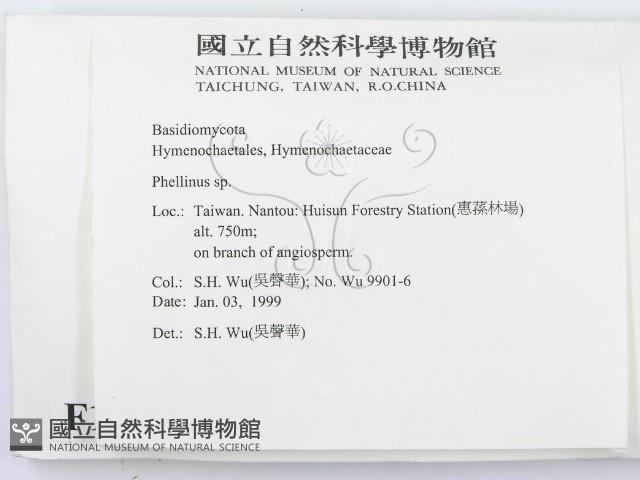 國立自然科學博物館
NATIONAL MUSEUM OF NATURAL SCIENCE
TAICHUNG, TAIWAN, R.O.CHINA
Basidiomycota
Hymenochaetales, Hymenochaetaceae
Phellinus sp.
Loc.: Taiwan. Nantou: Huisun Forestry Station(惠蓀林場)
alt. 750m;
on branch of angiosperm.
Col.: S.H. Wu(吳聲華); No. Wu 9901-6
Date: Jan. 03, 1999
Det.: S.H. Wu(吳聲華)
國立自然科學博物館
NATIONAL MUSEUM OF NATURAL SCIENCE